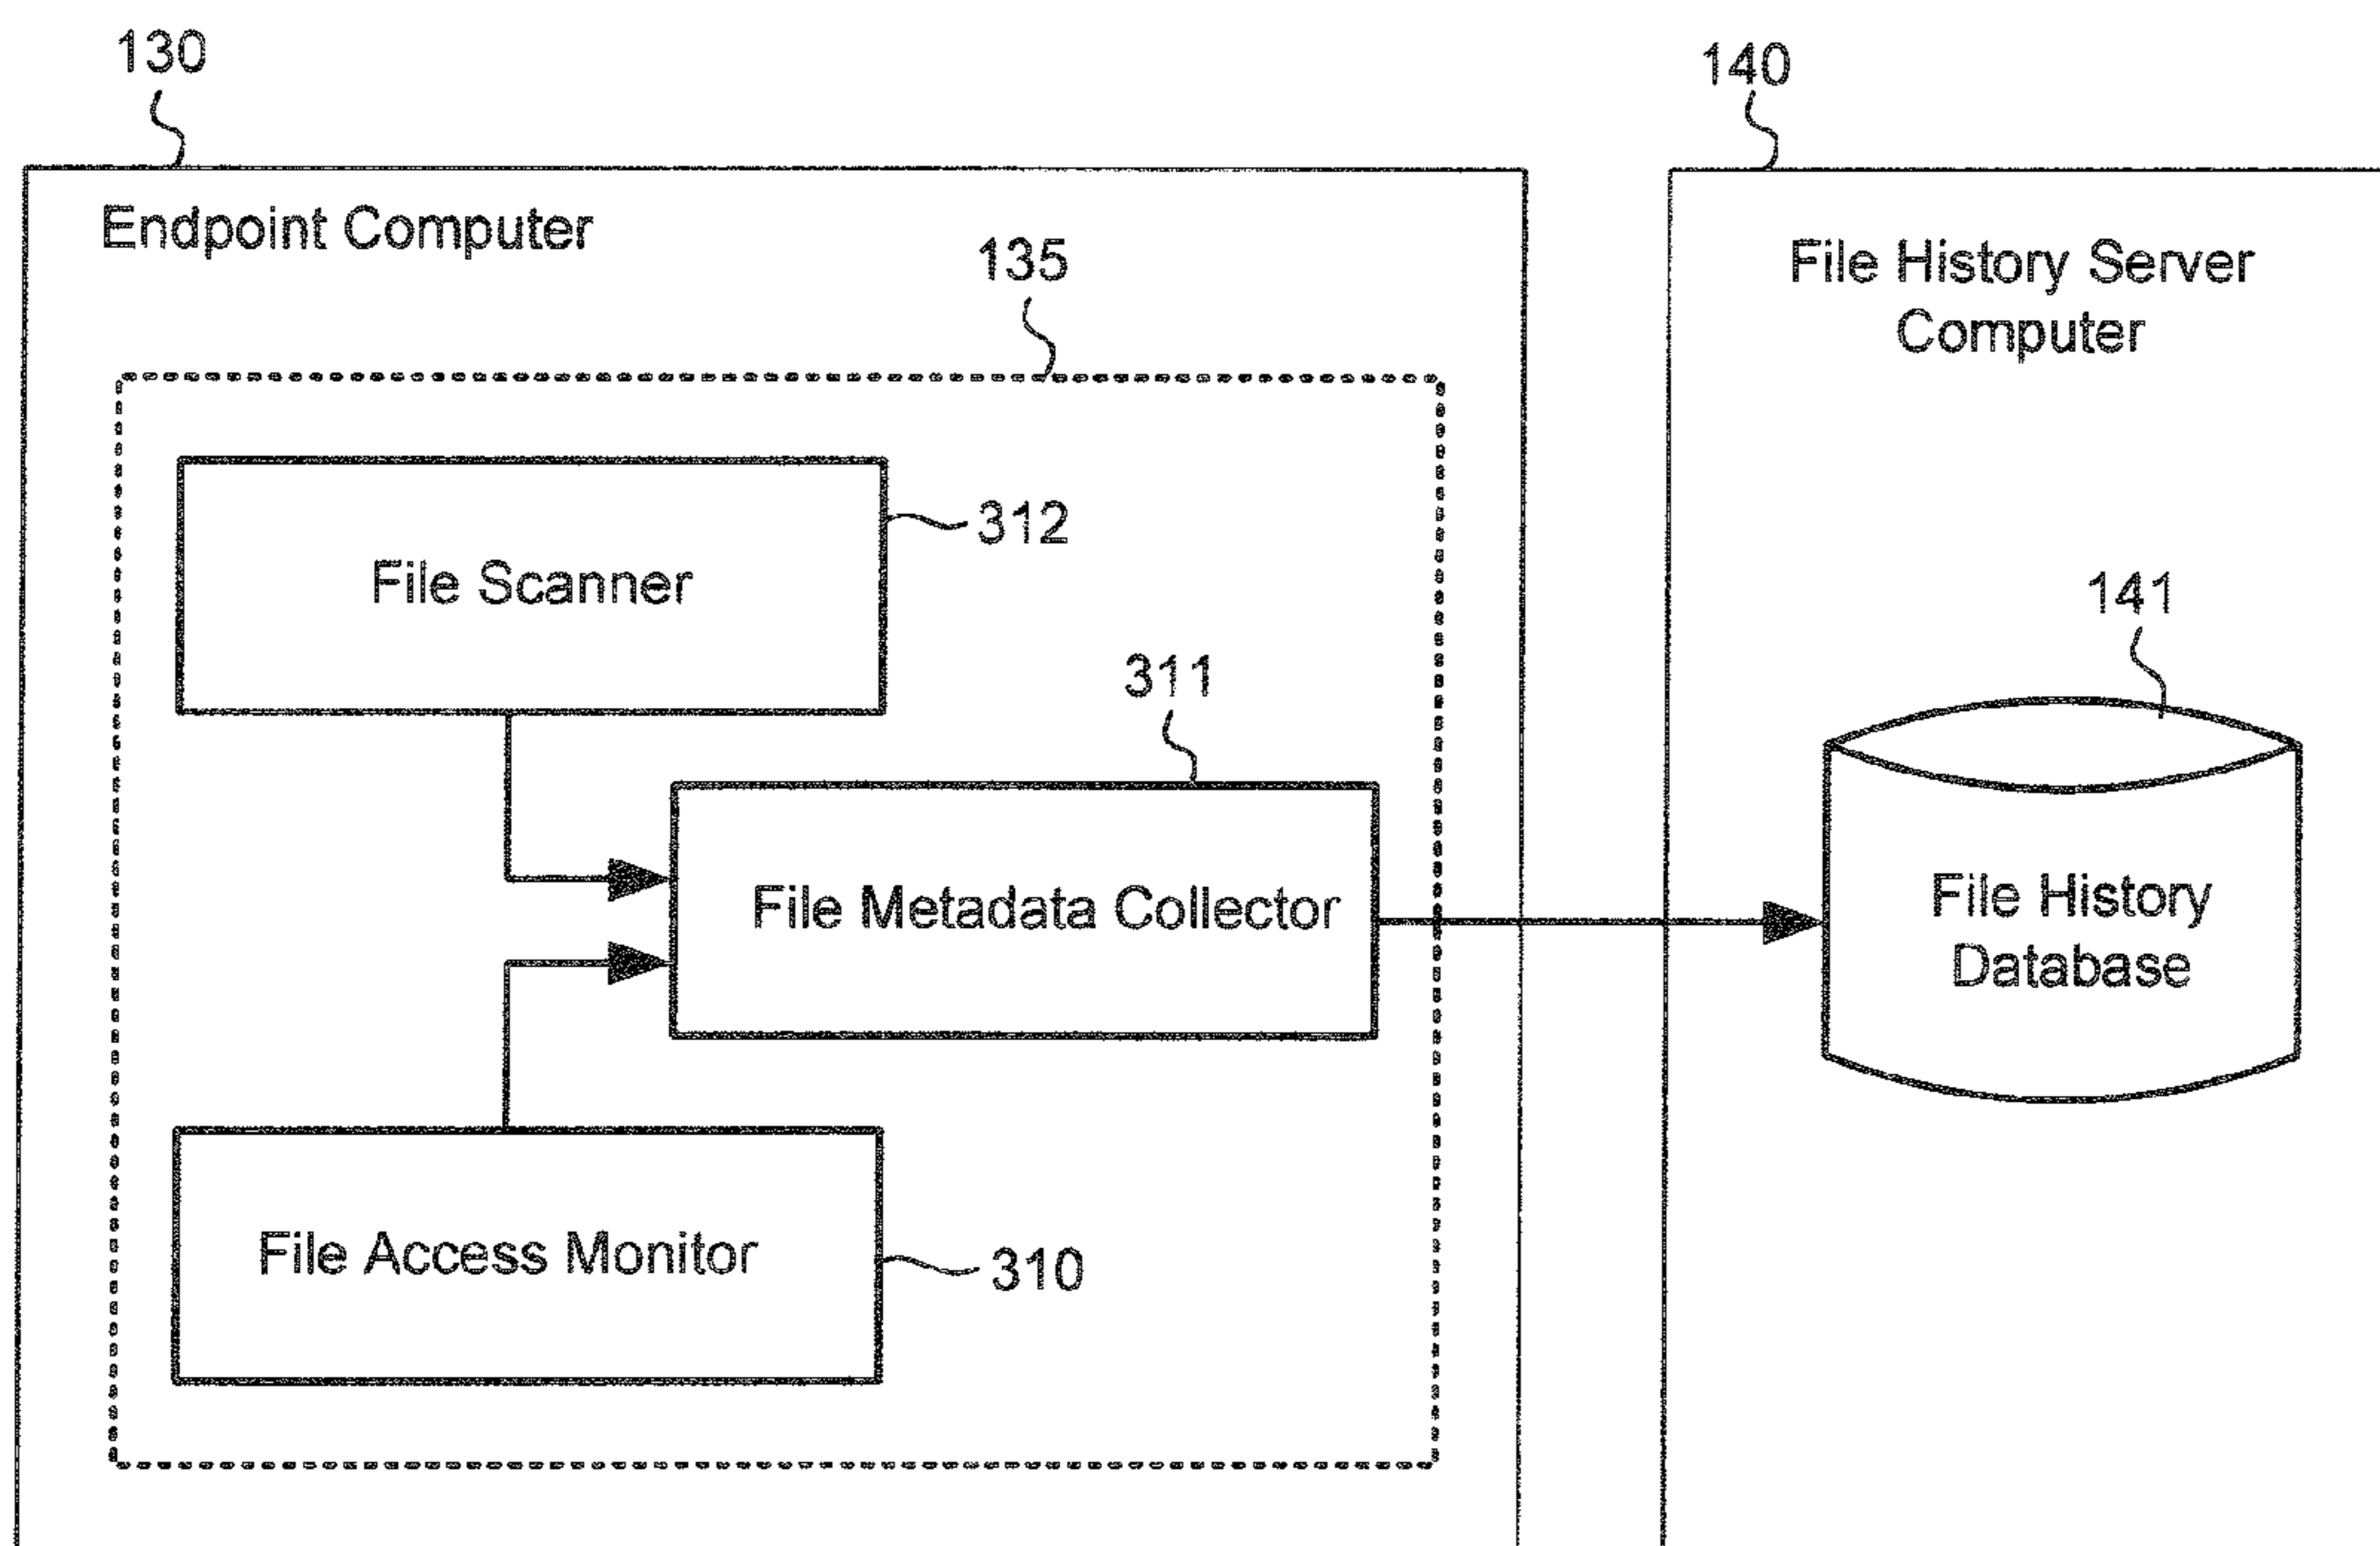 130
140
Endpoint Computer
135
File History Server
Computer
312
File Scanner
141
311
File Metadata Collector
File History
Database
File Access Monitor
310